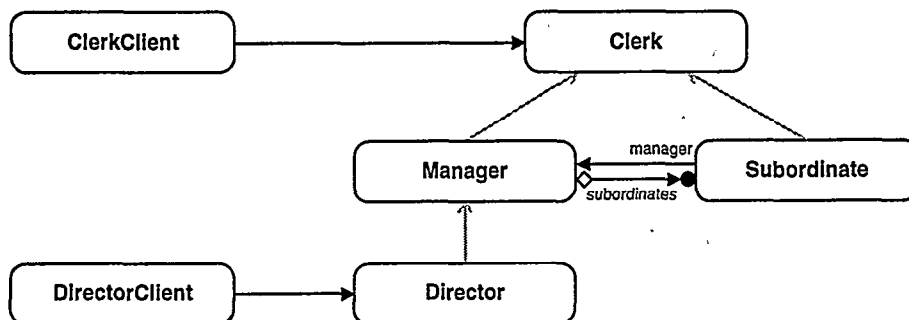 ClerkClient
Clerk
Manager
manager
subordinates
Subordinate
DirectorClient
Director